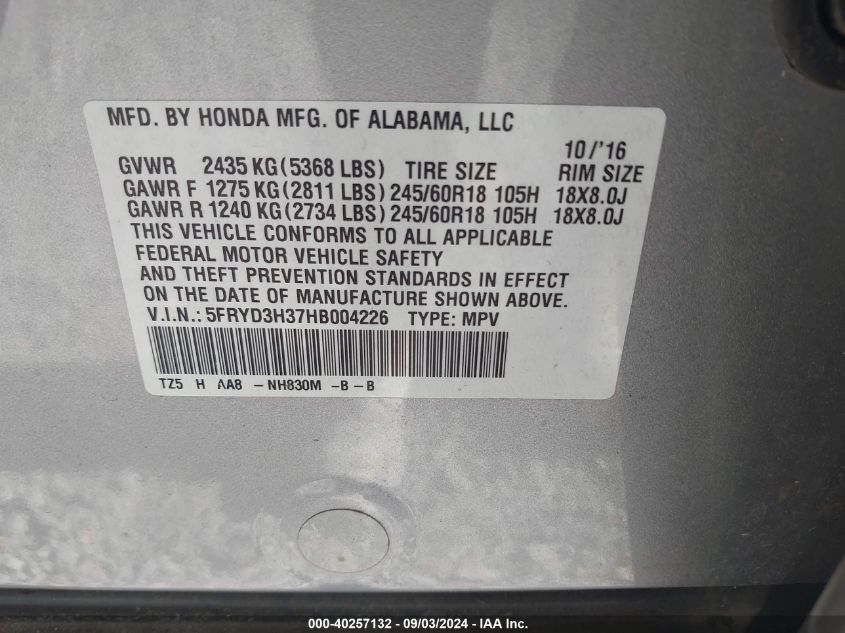 MFD. BY HONDA MFG. OF ALABAMA, LLC
10/'16
GVWR 2435 KG(5368 LBS) TIRE SIZE RIM SIZE
GAWR F 1275 KG(2811 LBS) 245/60R18 105H 18X8.0J
GAWR R 1240 KG(2734 LBS) 245/60R18 105H 18X8.0J
THIS VEHICLE CONFORMS TO ALL APPLICABLE
FEDERAL MOTOR VEHICLE SAFETY
AND THEFT PREVENTION STANDARDS IN EFFECT
ON THE DATE OF MANUFACTURE SHOWN ABOVE.
V.I.N.: 5FRYD3H37HB004226 TYPE: MPV
TZ5 H AA8 - NH830M - B - B
000-40257132 - 09/03/2024 - IAA Inc.